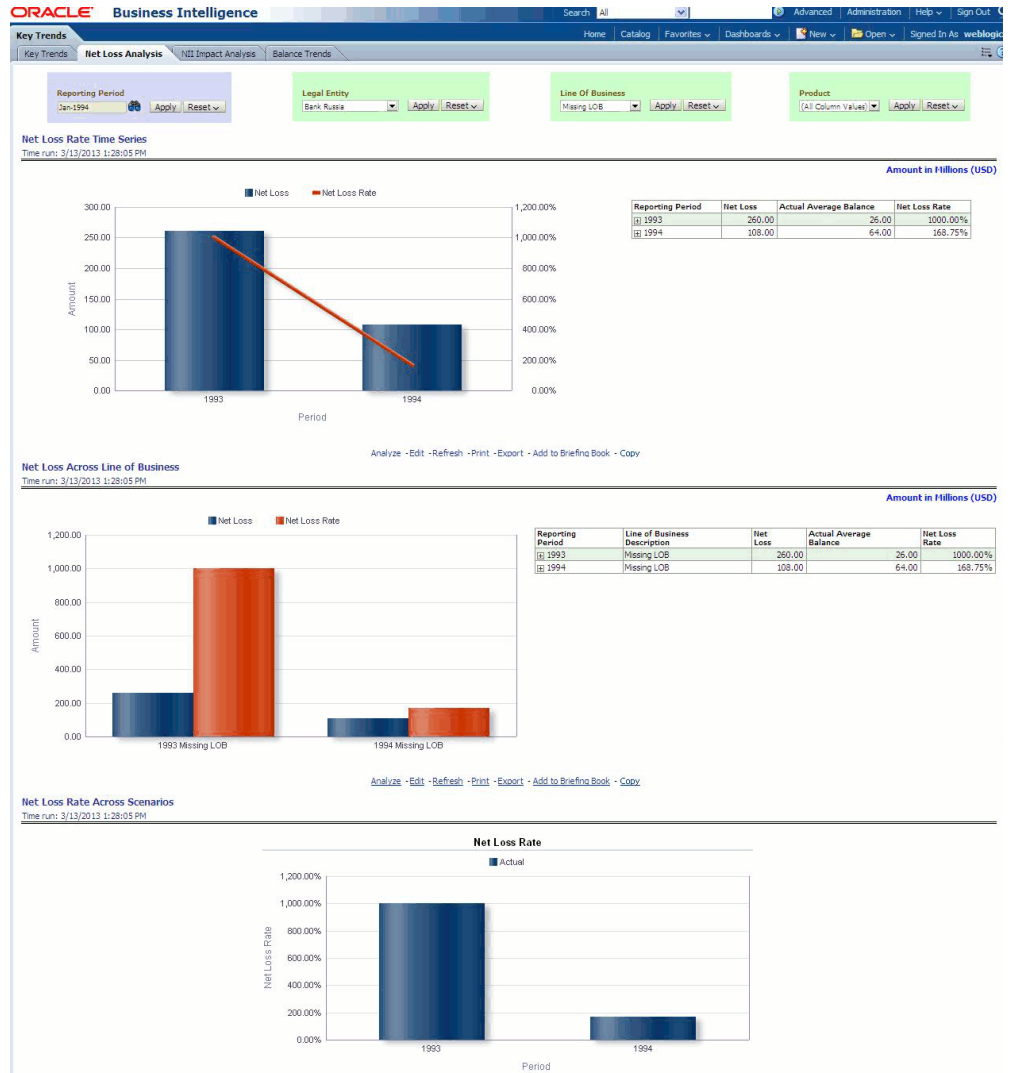 ORACLE Business Intelligence
Search All
Advanced Administration Help Sign Out
Key Trends
Home Catalog Favorites Dashboards New Open Signed In As weblogic
Key Trends Net Loss Analysis NII Impact Analysis Balance Trends
Reporting Period
Jan-1994 Apply Reset
Legal Entity
Bank Russia Apply Reset
Line Of Business
Missing LOB Apply Reset
Product
(All Column Values) Apply Reset
Net Loss Rate Time Series
Time run: 3/13/2013 1:28:05 PM
Amount in Millions (USD)
Net Loss Net Loss Rate
300.00
250.00
200.00
150.00
100.00
50.00
0.00
Amount
1,200.00%
1,000.00%
800.00%
600.00%
400.00%
200.00%
0.00%
1993 1994
Period
Reporting Period Net Loss Actual Average Balance Net Loss Rate
1993 260.00 26.00 1000.00%
1994 108.00 64.00 168.75%
Analyze - Edit - Refresh - Print - Export - Add to Briefing Book - Copy
Net Loss Across Line of Business
Time run: 3/13/2013 1:28:05 PM
Amount in Millions (USD)
Net Loss Net Loss Rate
1,200.00
1,000.00
800.00
600.00
400.00
200.00
0.00
Amount
1993 Missing LOB 1994 Missing LOB
Reporting Period Line of Business Description Net Loss Actual Average Balance Net Loss Rate
1993 Missing LOB 260.00 26.00 1000.00%
1994 Missing LOB 108.00 64.00 168.75%
Analyze - Edit - Refresh - Print - Export - Add to Briefing Book - Copy
Net Loss Rate Across Scenarios
Time run: 3/13/2013 1:28:05 PM
Net Loss Rate
Actual
1,200.00%
1,000.00%
800.00%
600.00%
400.00%
200.00%
0.00%
Net Loss Rate
1993 1994
Period